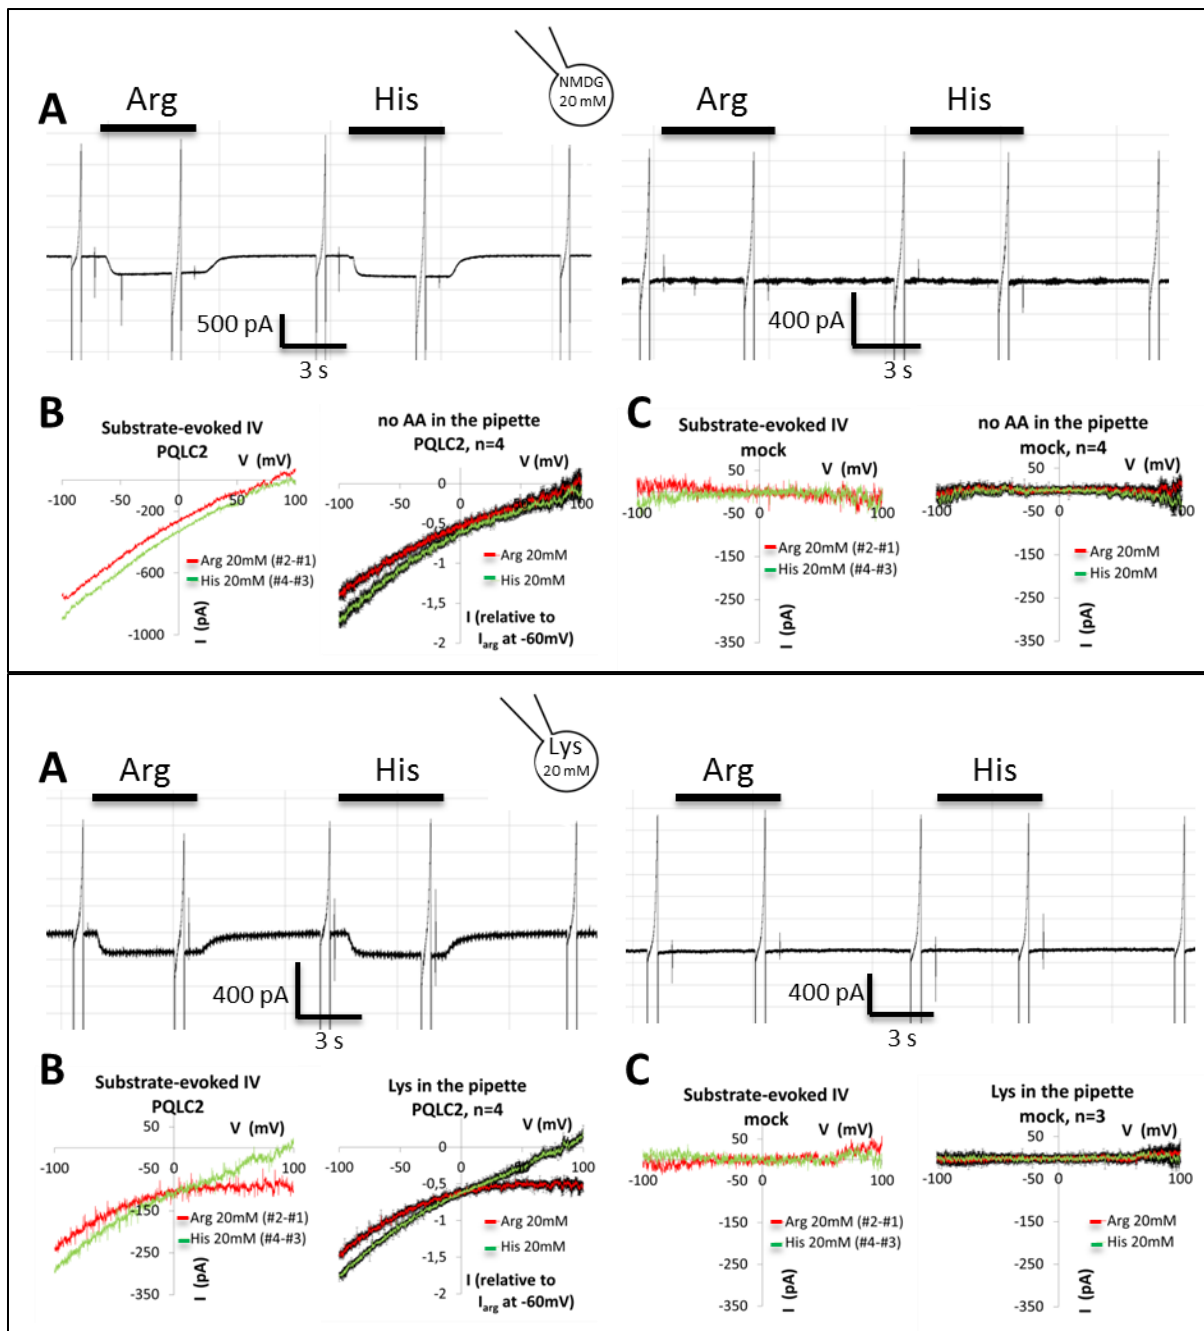 NMDG
20 mM
A
Arg
His
Arg
His
500 pA
3 s
400 pA
3 s
B
Substrate-evoked IV
PQLC2
V (mV)
-100
-50
0
50
100
-200
-600
-1000
I (pA)
Arg 20mM (#2-#1)
His 20mM (#4-#3)
no AA in the pipette
PQLC2, n=4
V (mV)
-100
-50
0
50
100
0
-0.5
-1
-1,5
-2
Arg 20mM
His 20mM
I (relative to
Iarg at -60mV)
C
Substrate-evoked IV
mock
V (mV)
50
-100
-50
0
50
100
-50
-150
-250
-350
I (pA)
Arg 20mM (#2-#1)
His 20mM (#4-#3)
no AA in the pipette
mock, n=4
V (mV)
50
-100
-50
0
50
100
-50
-150
-250
-350
I (pA)
Arg 20mM
His 20mM
Lys
20 mM
A
Arg
His
Arg
His
400 pA
3 s
400 pA
3 s
B
Substrate-evoked IV
PQLC2
V (mV)
50
-100
-50
0
50
100
-150
-250
-350
I (pA)
Arg 20mM (#2-#1)
His 20mM (#4-#3)
Lys in the pipette
PQLC2, n=4
V (mV)
-100
-50
0
50
100
0
-0.5
-1
-1,5
-2
Arg 20mM
His 20mM
I (relative to
Iarg at -60mV)
C
Substrate-evoked IV
mock
V (mV)
50
-100
-50
0
50
100
-50
-150
-250
-350
I (pA)
Arg 20mM (#2-#1)
His 20mM (#4-#3)
Lys in the pipette
mock, n=3
V (mV)
50
-100
-50
0
50
100
-50
-150
-250
-350
I (pA)
Arg 20mM
His 20mM